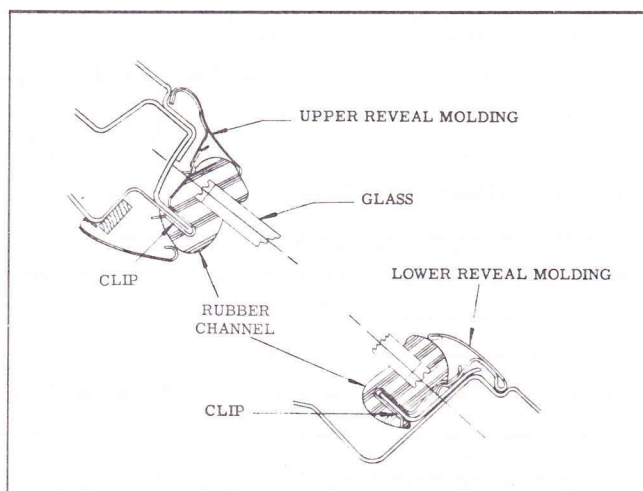 UPPER REVEAL MOLDING
GLASS
CLIP
LOWER REVEAL MOLDING
RUBBER
CHANNEL
CLIP